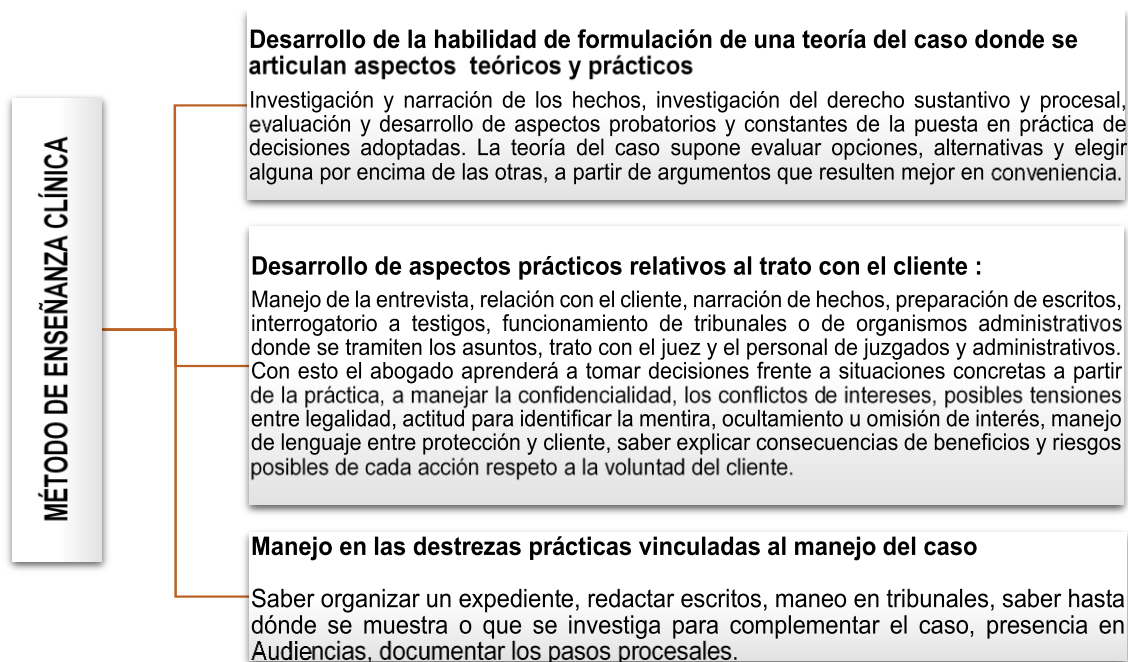 MÉTODO DE ENSEÑANZA CLÍNICA
Desarrollo de la habilidad de formulación de una teoría del caso donde se
articulan aspectos teóricos y prácticos
Investigación y narración de los hechos, investigación del derecho sustantivo y procesal,
evaluación y desarrollo de aspectos probatorios y constantes de la puesta en práctica de
decisiones adoptadas. La teoría del caso supone evaluar opciones, alternativas y elegir
alguna por encima de las otras, a partir de argumentos que resulten mejor en conveniencia.
Desarrollo de aspectos prácticos relativos al trato con el cliente :
Manejo de la entrevista, relación con el cliente, narración de hechos, preparación de escritos,
interrogatorio a testigos, funcionamiento de tribunales o de organismos administrativos
donde se tramiten los asuntos, trato con el juez y el personal de juzgados y administrativos.
Con esto el abogado aprenderá a tomar decisiones frente a situaciones concretas a partir
de la práctica, a manejar la confidencialidad, los conflictos de intereses, posibles tensiones
entre legalidad, actitud para identificar la mentira, ocultamiento u omisión de interés, manejo
de lenguaje entre protección y cliente, saber explicar consecuencias de beneficios y riesgos
posibles de cada acción respeto a la voluntad del cliente.
Manejo en las destrezas prácticas vinculadas al manejo del caso
Saber organizar un expediente, redactar escritos, maneo en tribunales, saber hasta
dónde se muestra o que se investiga para complementar el caso, presencia en
Audiencias, documentar los pasos procesales.